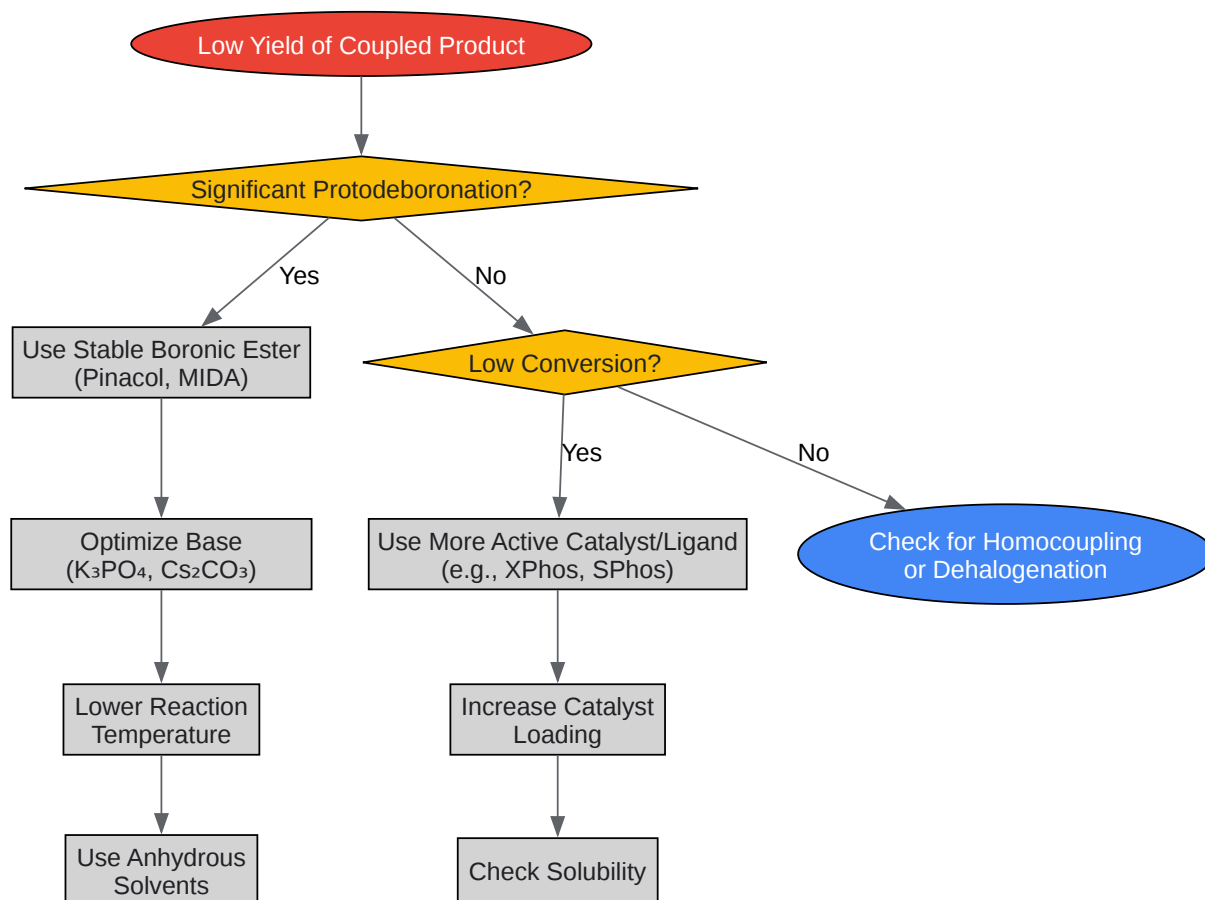 Low Yield of Coupled Product
Significant Protodeboronation?
Yes
No
Use Stable Boronic Ester
(Pinacol, MIDA)
Low Conversion?
Yes
No
Optimize Base
(K₃PO₄, Cs₂CO₃)
Use More Active Catalyst/Ligand
(e.g., XPhos, SPhos)
Check for Homocoupling
or Dehalogenation
Lower Reaction
Temperature
Increase Catalyst
Loading
Use Anhydrous
Solvents
Check Solubility